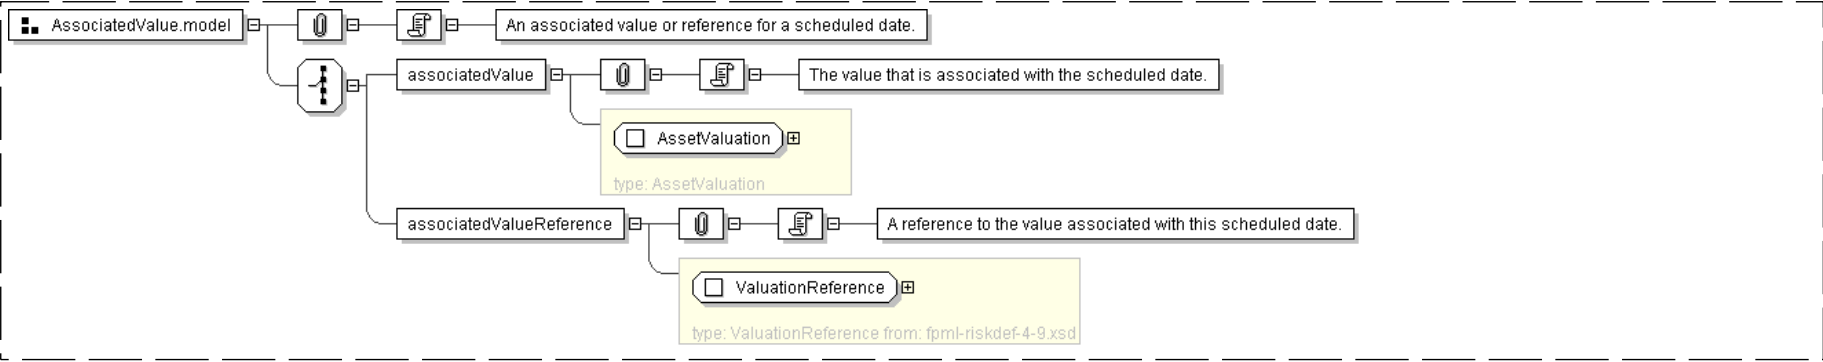 AssociatedValue.model
An associated value or reference for a scheduled date.
associatedValue
The value that is associated with the scheduled date.
AssetValuation
type: AssetValuation
associatedValueReference
A reference to the value associated with this scheduled date.
ValuationReference
type: ValuationReference from: fpml-riskdef-4-9.xsd